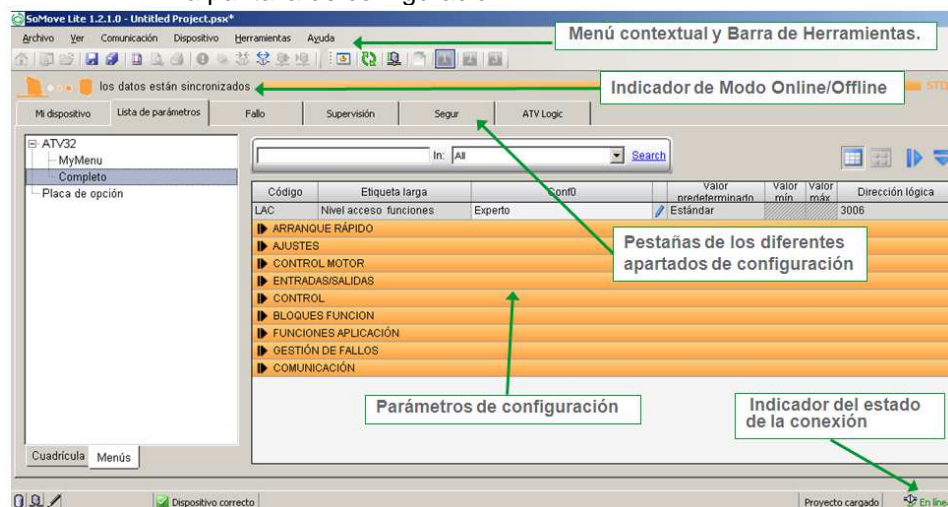 la pantalla de configuración
SoMove Lite 1.2.1.0 - Untitled Project.psx*
Archivo Ver Comunicación Dispositivo Herramientas Ayuda
Menú contextual y Barra de Herramientas.
los datos están sincronizados
Indicador de Modo Online/Offline
Mi dispositivo Lista de parámetros Fallo Supervisión Segur ATV Logic
ATV32
MyMenu
Completo
Placa de opción
In: All Search
Código Etiqueta larga Conf0 Valor predeterminado Valor mín Valor máx Dirección lógica
LAC Nivel acceso funciones Experto Estándar 3006
ARRANQUE RÁPIDO
AJUSTES
CONTROL MOTOR
ENTRADAS/SALIDAS
CONTROL
BLOQUES FUNCION
FUNCIONES APLICACIÓN
GESTIÓN DE FALLOS
COMUNICACIÓN
Pestañas de los diferentes
apartados de configuración
Parámetros de configuración
Indicador del estado
de la conexión
Cuadrícula Menús
Dispositivo correcto Proyecto cargado En línea